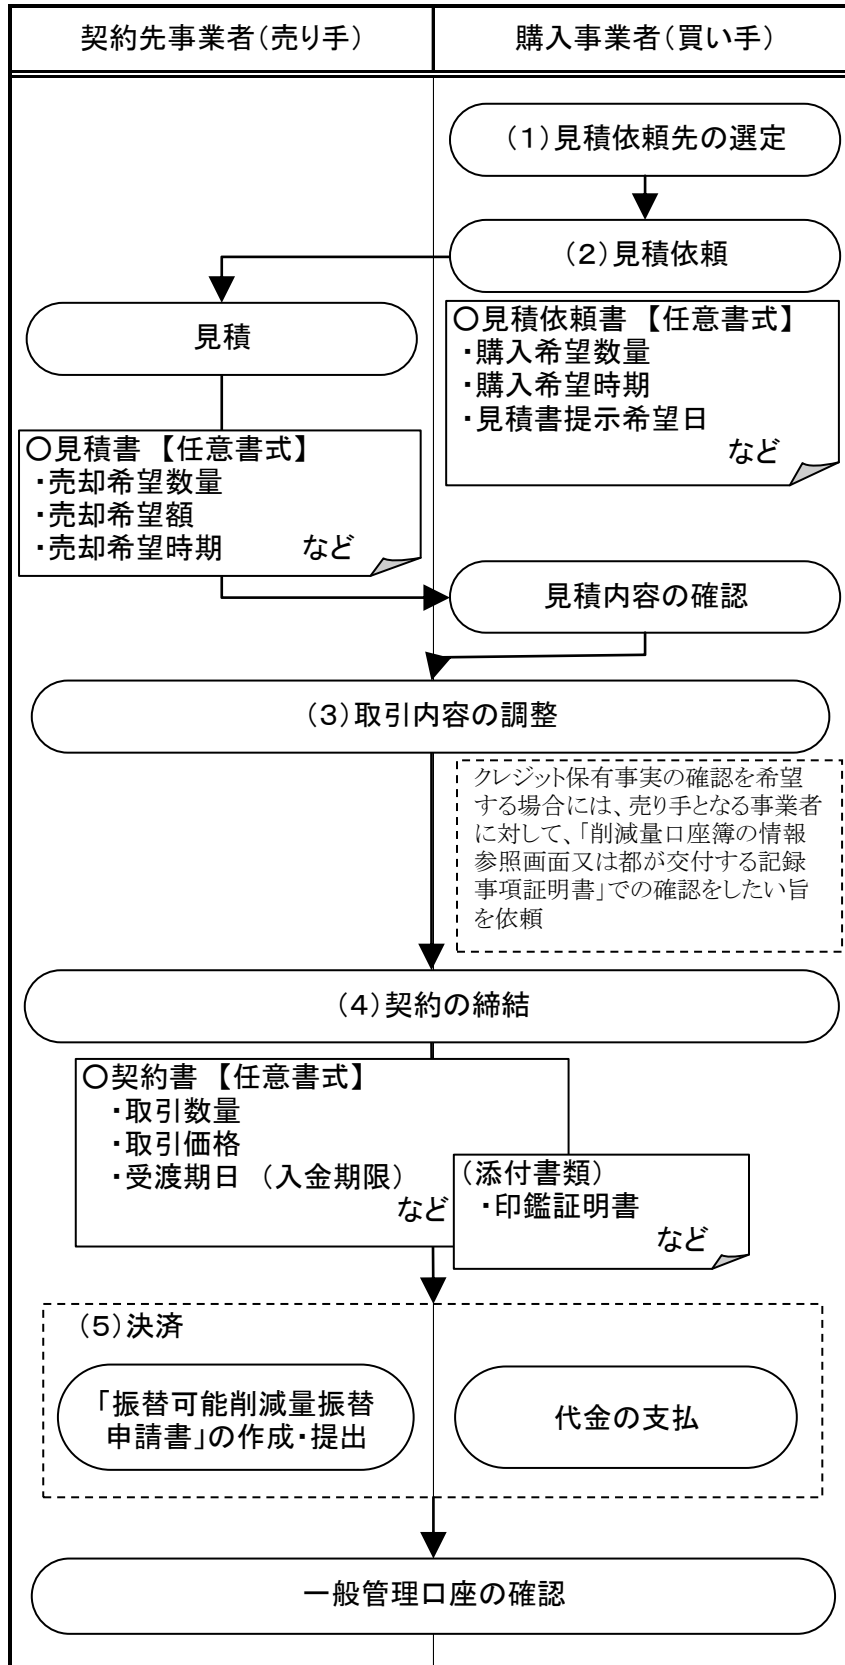 契約先事業者(売り手)
購入事業者(買い手)
(1)見積依頼先の選定
(2)見積依頼
見積
○見積依頼書 【任意書式】
・購入希望数量
・購入希望時期
・見積書提示希望日
など
○見積書 【任意書式】
・売却希望数量
・売却希望額
・売却希望時期 など
見積内容の確認
(3)取引内容の調整
クレジット保有事実の確認を希望
する場合には、売り手となる事業者
に対して、「削減量口座簿の情報
参照画面又は都が交付する記録
事項証明書」での確認をしたい旨
を依頼
(4)契約の締結
○契約書 【任意書式】
・取引数量
・取引価格
・受渡期日 (入金期限)
など
(添付書類)
・印鑑証明書
など
(5)決済
「振替可能削減量振替
申請書」の作成・提出
代金の支払
一般管理口座の確認